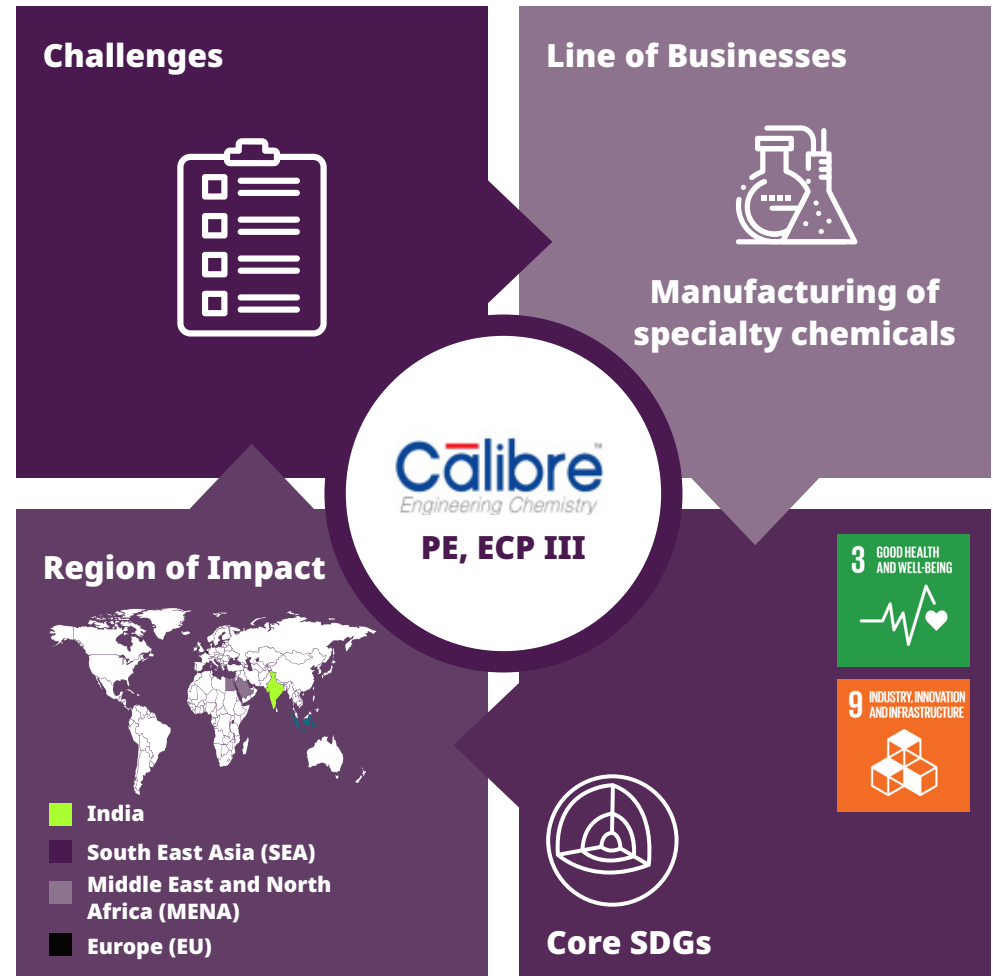 Challenges
Line of Businesses
Manufacturing of
specialty chemicals
Calibre™
Engineering Chemistry
PE, ECP III
Region of Impact
India
South East Asia (SEA)
Middle East and North
Africa (MENA)
Europe (EU)
3 GOOD HEALTH
AND WELL-BEING
9 INDUSTRY, INNOVATION
AND INFRASTRUCTURE
Core SDGs